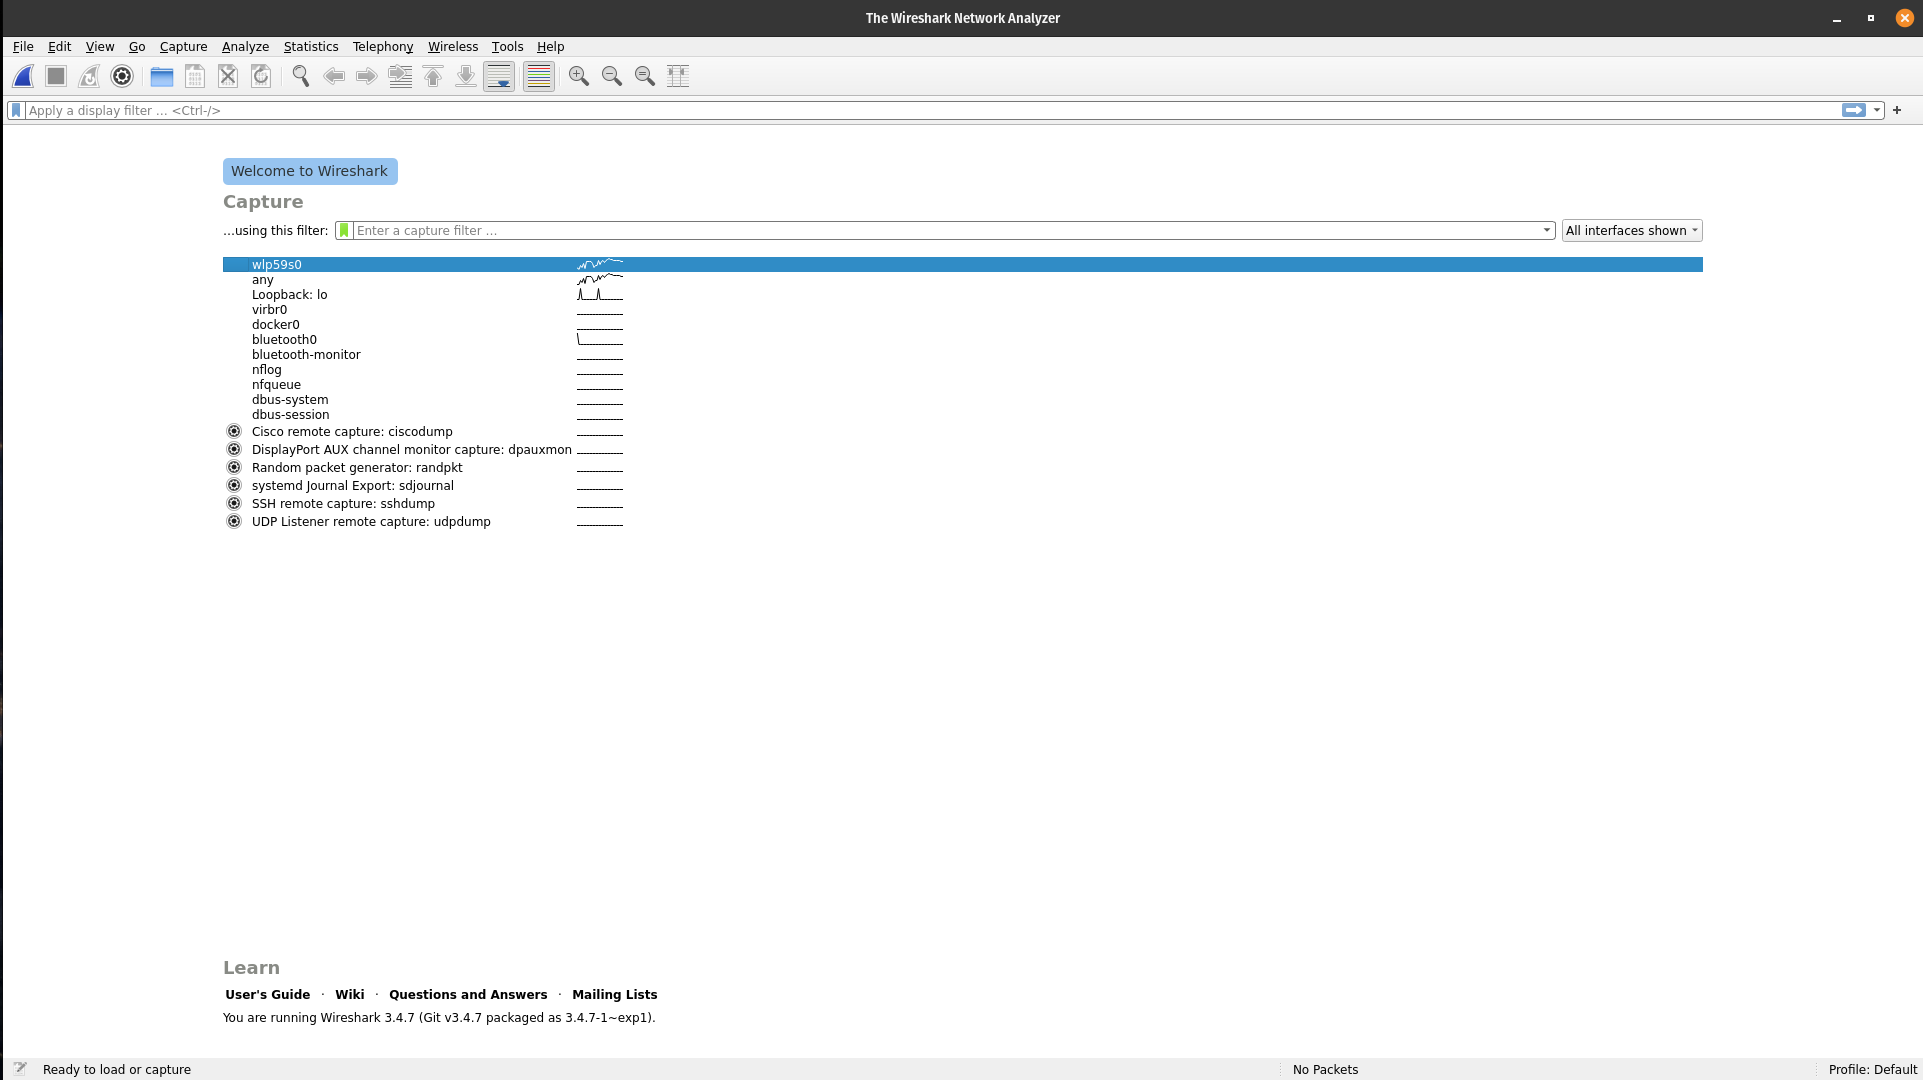 The Wireshark Network Analyzer
File Edit View Go Capture Analyze Statistics Telephony Wireless Tools Help
Apply a display filter ... <Ctrl-/>
+
Welcome to Wireshark
Capture
...using this filter: Enter a capture filter ... All interfaces shown
wlp59s0
any
Loopback: lo
virbr0
docker0
bluetooth0
bluetooth-monitor
nflog
nfqueue
dbus-system
dbus-session
Cisco remote capture: ciscodump
DisplayPort AUX channel monitor capture: dpauxmon
Random packet generator: randpkt
systemd Journal Export: sdjournal
SSH remote capture: sshdump
UDP Listener remote capture: udpdump
Learn
User's Guide · Wiki · Questions and Answers · Mailing Lists
You are running Wireshark 3.4.7 (Git v3.4.7 packaged as 3.4.7-1~exp1).
Ready to load or capture No Packets Profile: Default